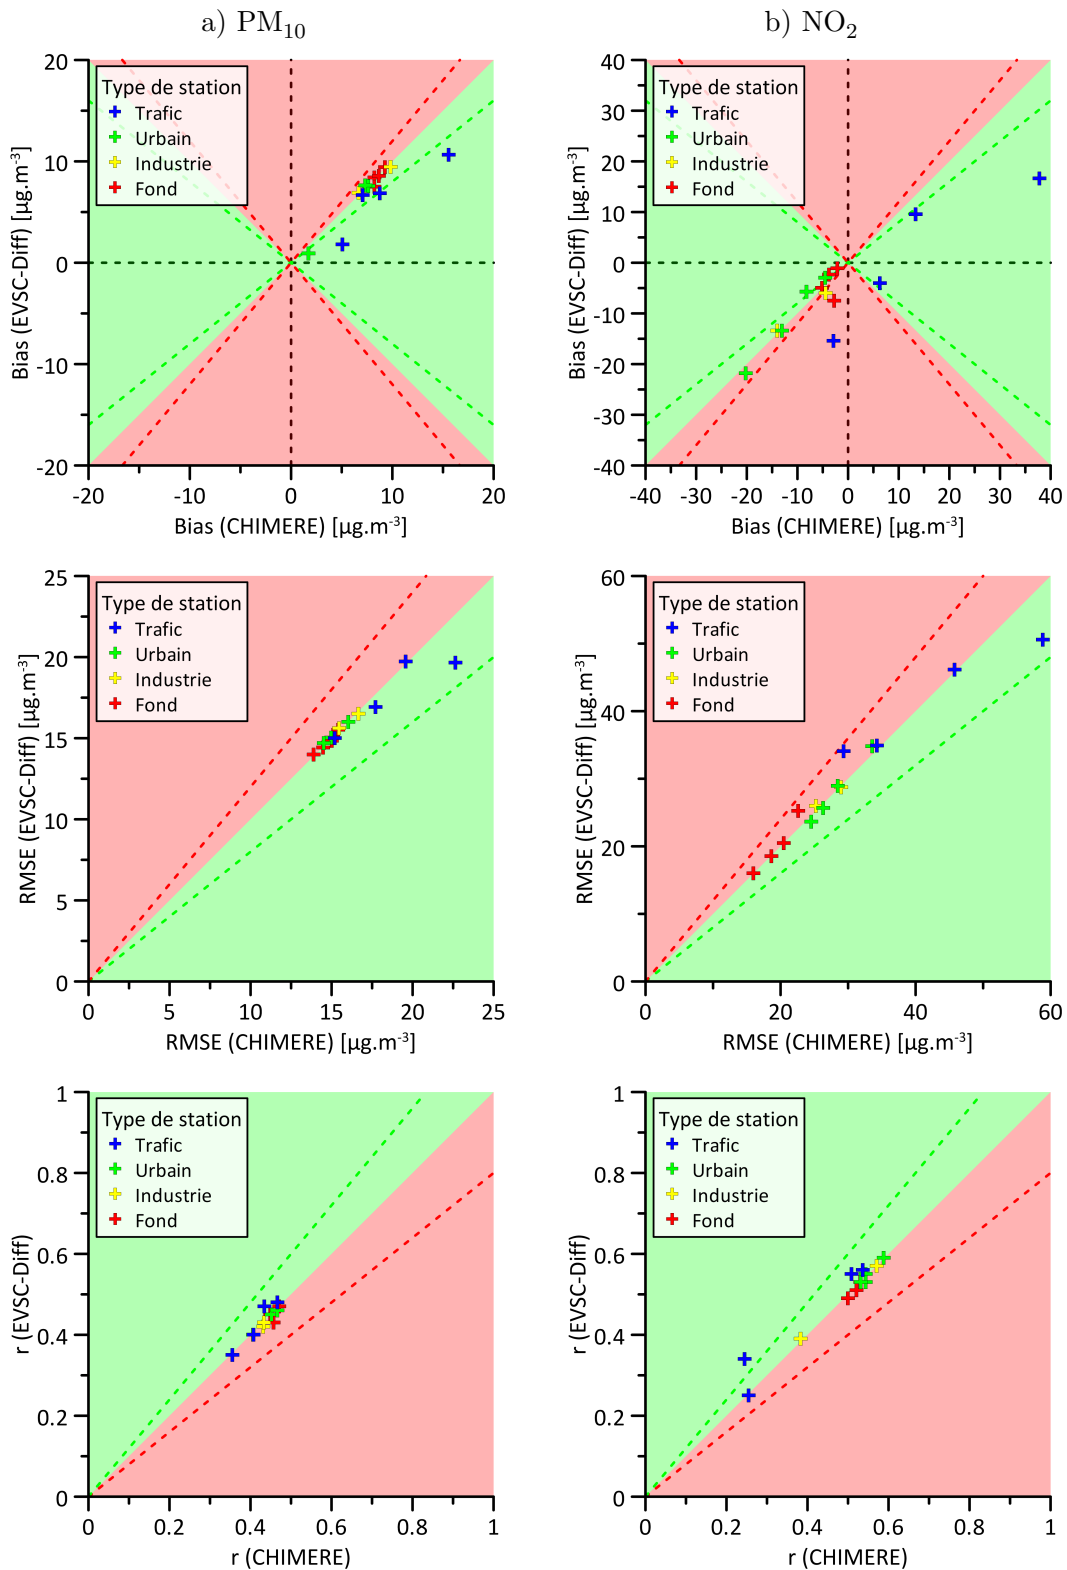 a) PM10
b) NO2
20
10
0
-10
-20
Bias (EVSC-Diff) [µg.m-3]
Type de station
Trafic
Urbain
Industrie
Fond
-20 -10 0 10 20
Bias (CHIMERE) [µg.m-3]
40
30
20
10
0
-10
-20
-30
-40
Bias (EVSC-Diff) [µg.m-3]
Type de station
Trafic
Urbain
Industrie
Fond
-40 -30 -20 -10 0 10 20 30 40
Bias (CHIMERE) [µg.m-3]
25
20
15
10
5
0
RMSE (EVSC-Diff) [µg.m-3]
Type de station
Trafic
Urbain
Industrie
Fond
0 5 10 15 20 25
RMSE (CHIMERE) [µg.m-3]
60
40
20
0
RMSE (EVSC-Diff) [µg.m-3]
Type de station
Trafic
Urbain
Industrie
Fond
0 20 40 60
RMSE (CHIMERE) [µg.m-3]
1
0.8
0.6
0.4
0.2
0
r (EVSC-Diff)
Type de station
Trafic
Urbain
Industrie
Fond
0 0.2 0.4 0.6 0.8 1
r (CHIMERE)
1
0.8
0.6
0.4
0.2
0
r (EVSC-Diff)
Type de station
Trafic
Urbain
Industrie
Fond
0 0.2 0.4 0.6 0.8 1
r (CHIMERE)